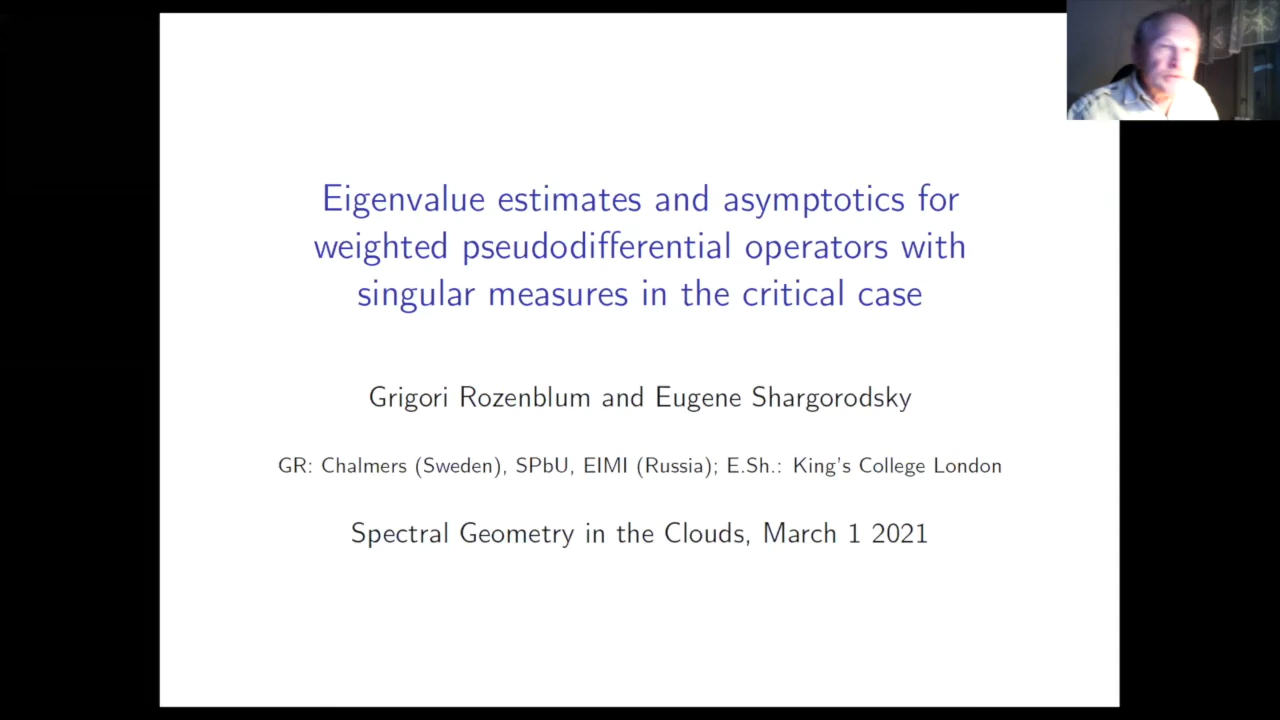 Eigenvalue estimates and asymptotics for
weighted pseudodifferential operators with
singular measures in the critical case
Grigori Rozenblum and Eugene Shargorodsky
GR: Chalmers (Sweden), SPbU, EIMI (Russia); E.Sh.: King's College London
Spectral Geometry in the Clouds, March 1 2021